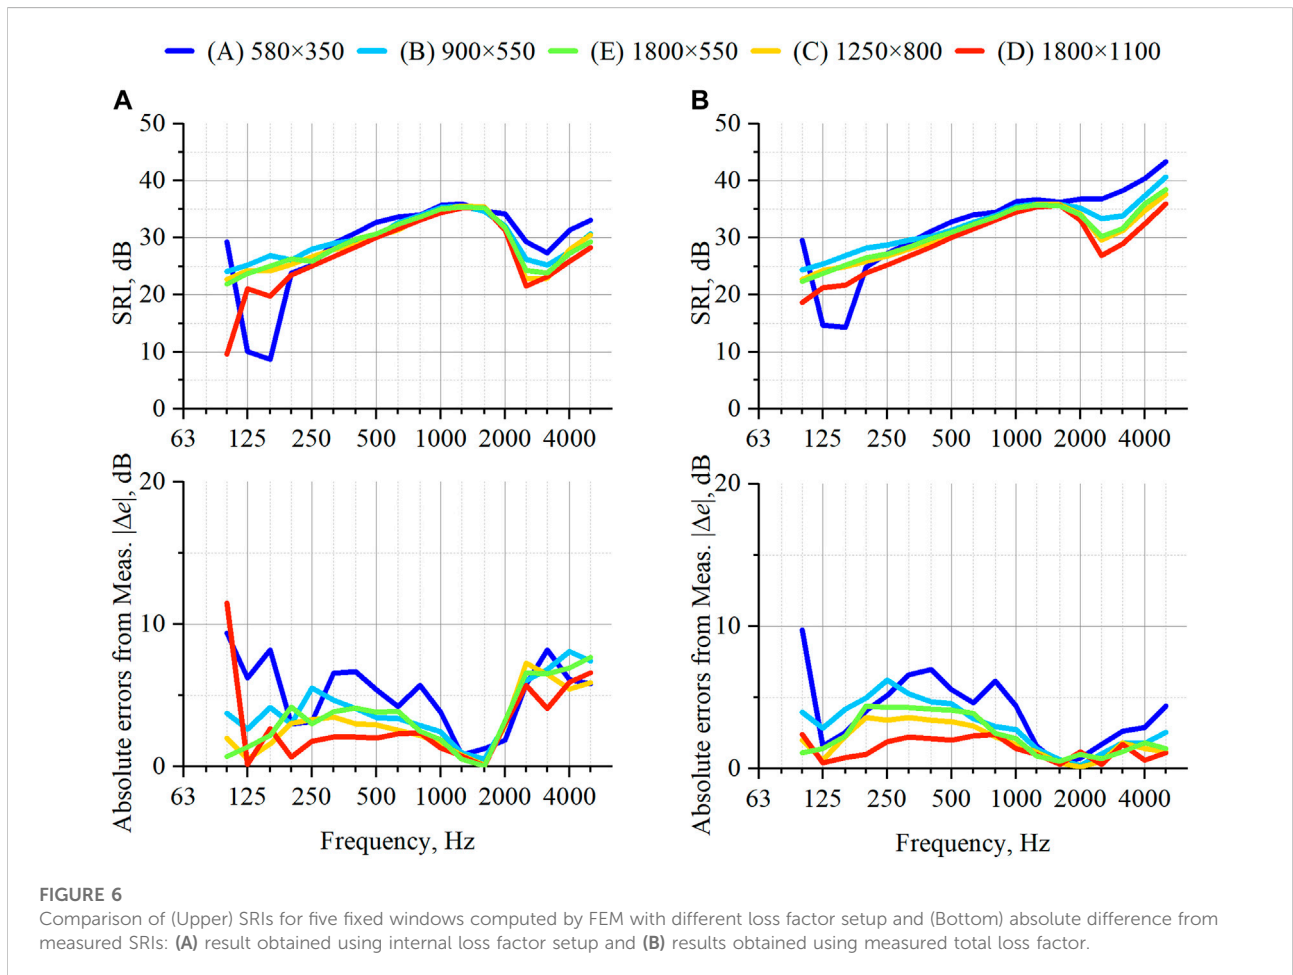 (A) 580×350 (B) 900×550 (E) 1800×550 (C) 1250×800 (D) 1800×1100
A
50
40
30
20
10
0
SRI, dB
63 125 250 500 1000 2000 4000
20
10
0
Absolute errors from Meas. |Δe|, dB
63 125 250 500 1000 2000 4000
Frequency, Hz
B
50
40
30
20
10
0
SRI, dB
63 125 250 500 1000 2000 4000
20
10
0
Absolute errors from Meas. |Δe|, dB
63 125 250 500 1000 2000 4000
Frequency, Hz
FIGURE 6
Comparison of (Upper) SRIs for five fixed windows computed by FEM with different loss factor setup and (Bottom) absolute difference from
measured SRIs: (A) result obtained using internal loss factor setup and (B) results obtained using measured total loss factor.